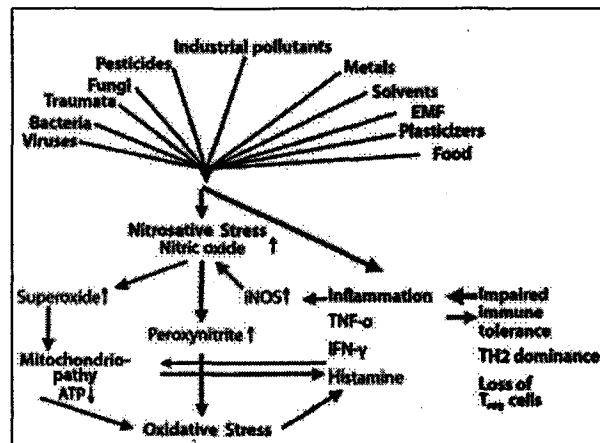 Industrial pollutants
Pesticides
Metals
Fungi
Solvents
Traumata
EMF
Bacteria
Plasticizers
Viruses
Food
Nitrosative Stress
Nitric oxide ↑
Superoxide↑
iNOS↑
Inflammation
Impaired
Immune
tolerance
Peroxynitrite↑
TNF-α
IFN-γ
TH2 dominance
Mitochondrio-
pathy
ATP↓
Histamine
Loss of
Treg cells
Oxidative Stress